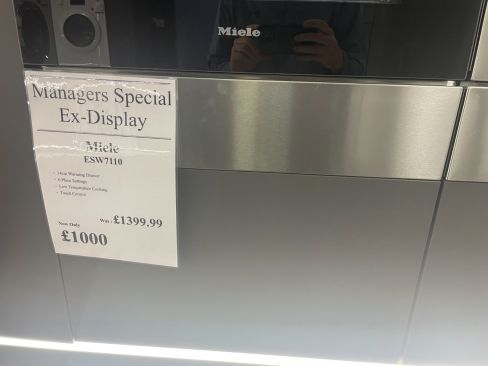 Miele
Managers Special
Ex-Display
Miele
ESW7110
- 14cm Warming Drawer
- 6 Place Settings
- Low Temperature Cooking
- Touch Control
Was : £1399.99
Now Only
£1000